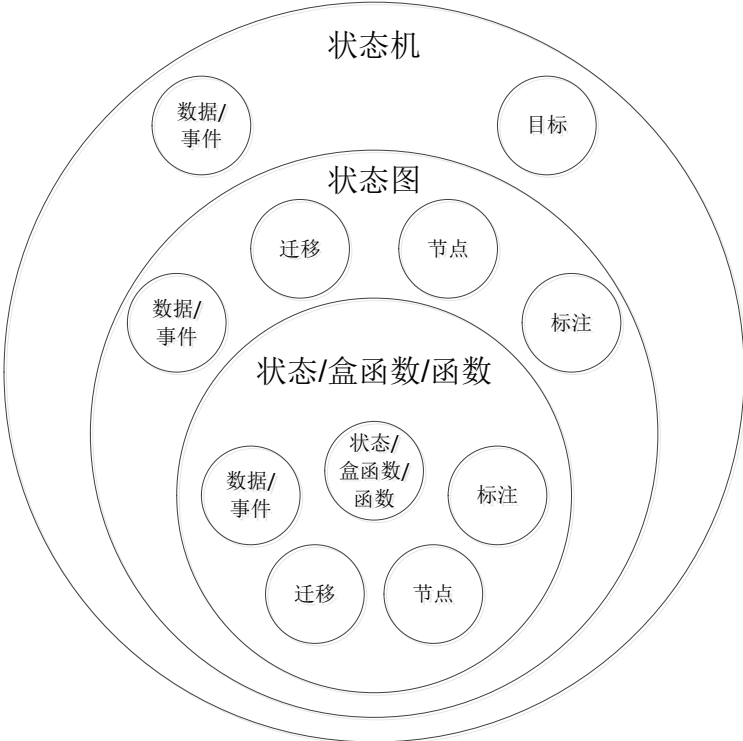 状态机
数据/
事件
目标
状态图
迁移
节点
数据/
事件
标注
状态/盒函数/函数
状态/
盒函数/
函数
数据/
事件
标注
迁移
节点